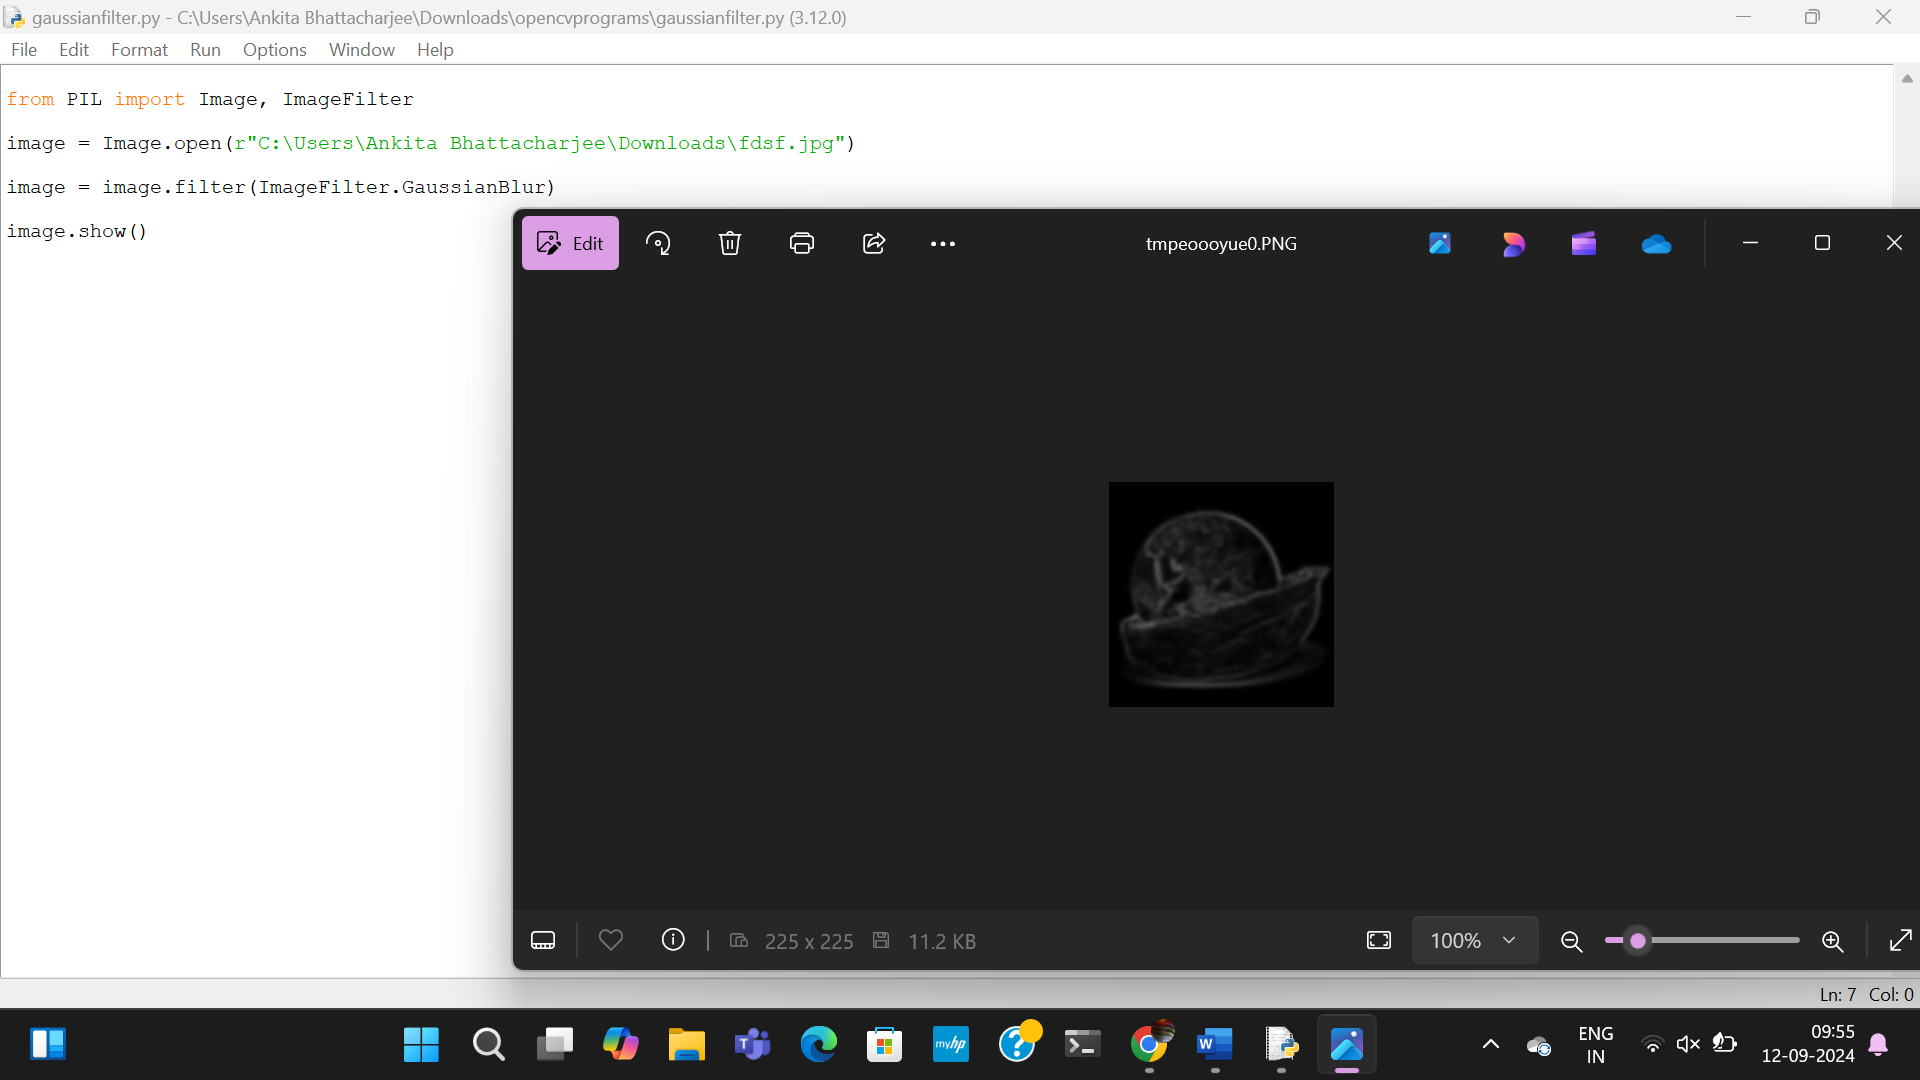 gaussianfilter.py - C:\Users\Ankita Bhattacharjee\Downloads\opencvprograms\gaussianfilter.py (3.12.0)
File Edit Format Run Options Window Help
from PIL import Image, ImageFilter
image = Image.open(r"C:\Users\Ankita Bhattacharjee\Downloads\fdsf.jpg")
image = image.filter(ImageFilter.GaussianBlur)
image.show()
Edit
tmpeoooyue0.PNG
225 x 225 11.2 KB
100%
Ln: 7 Col: 0
myhp
W
ENG
IN
09:55
12-09-2024